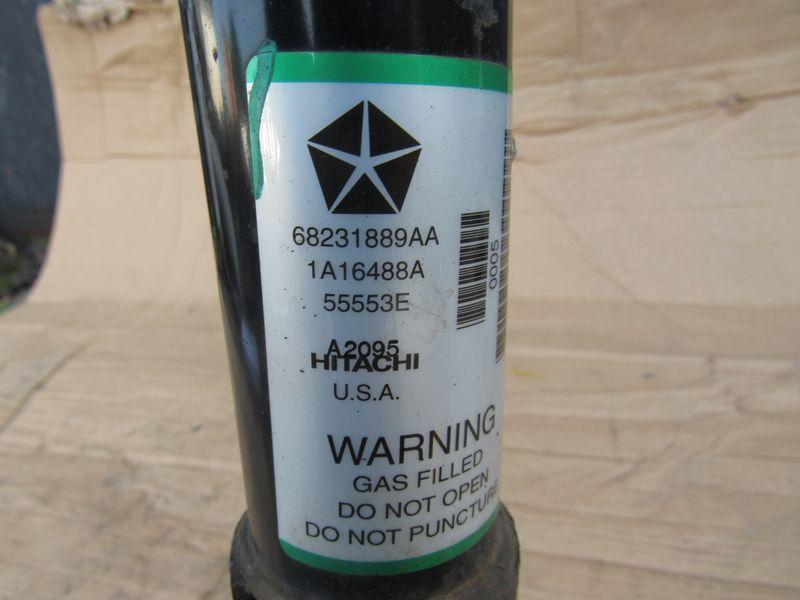 68231889AA
1A16488A
55553E
A2095
HITACHI
U.S.A.
WARNING
GAS FILLED
DO NOT OPEN
DO NOT PUNCTURE
0005